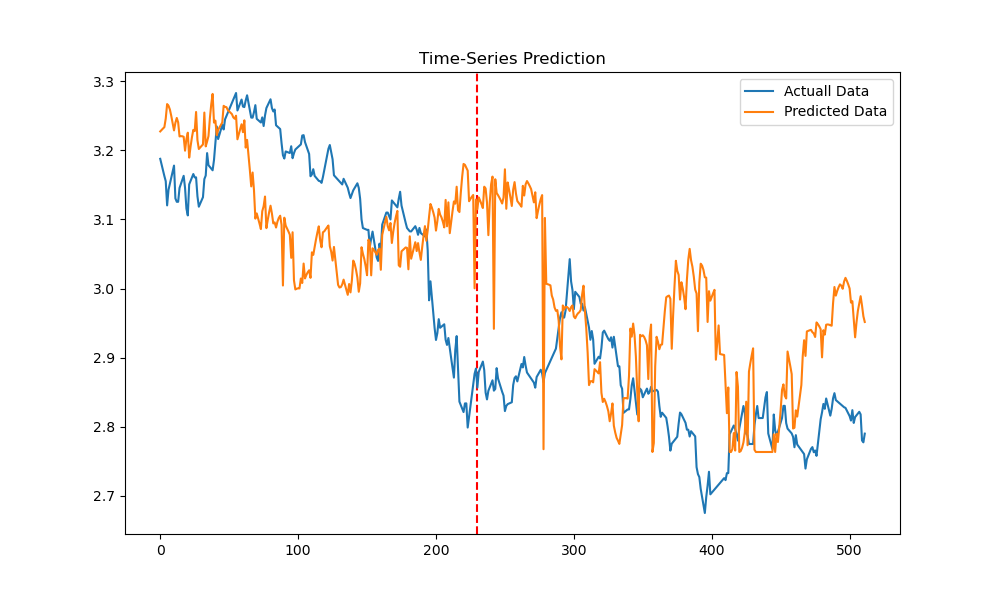 Time-Series Prediction
Actuall Data
Predicted Data
3.3
3.2
3.1
3.0
2.9
2.8
2.7
0 100 200 300 400 500